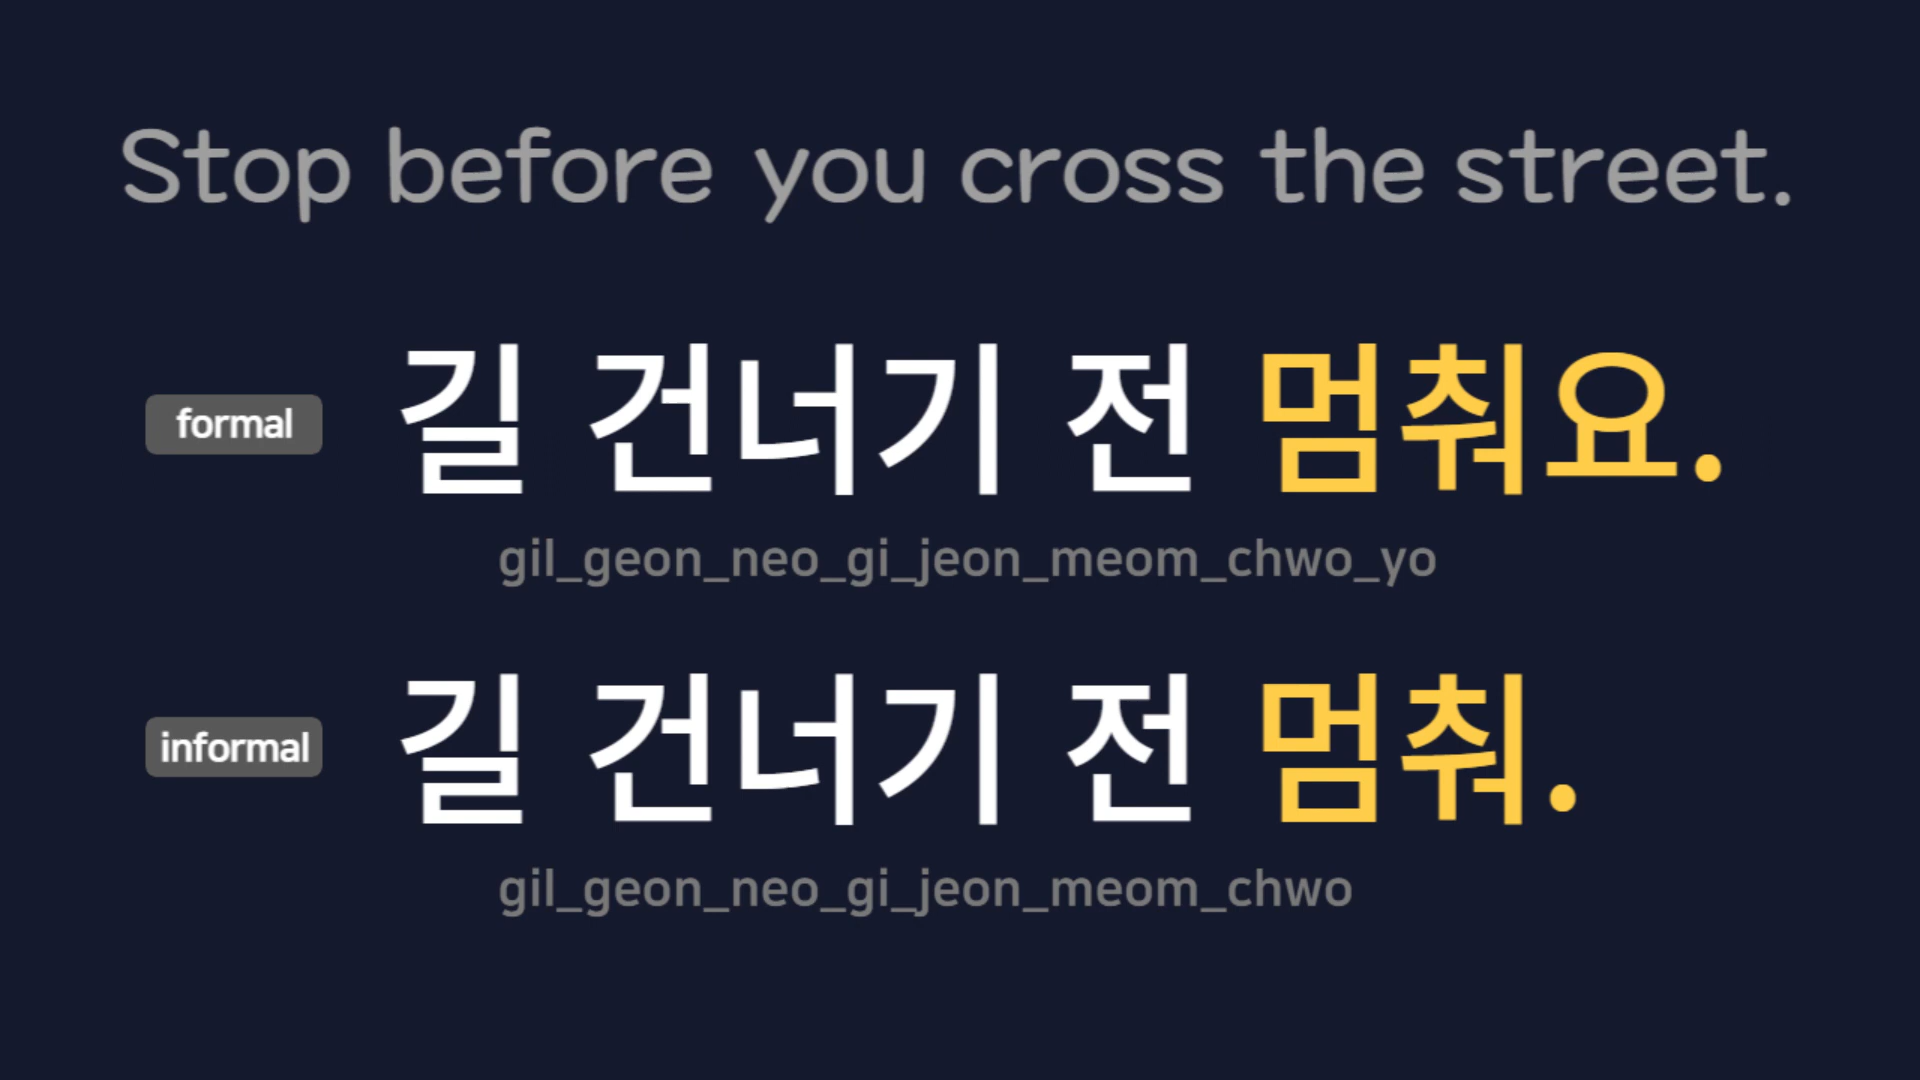 Stop before you cross the street.
formal 길 건너기 전 멈춰요.
gil_geon_neo_gi_jeon_meom_chwo_yo
informal 길 건너기 전 멈춰.
gil_geon_neo_gi_jeon_meom_chwo